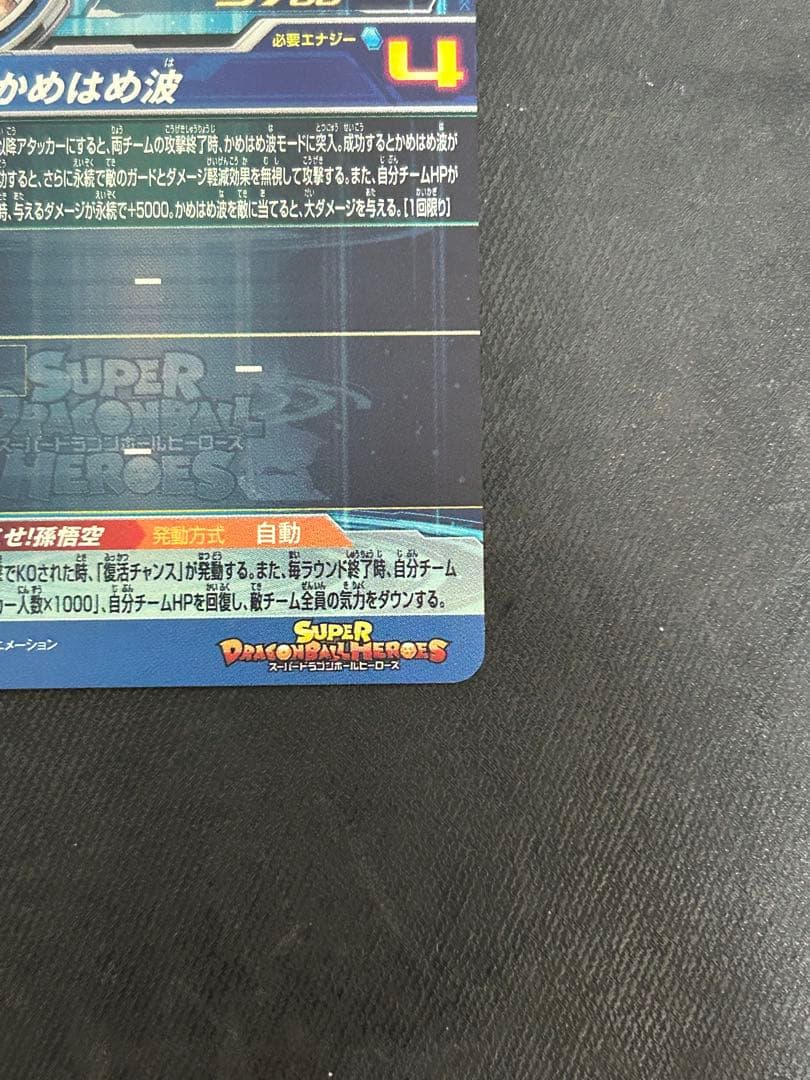 必要エナジー 4
かめはめ波
以降アタッカーにすると、両チームの攻撃終了時、かめはめ波モードに突入。成功するとかめはめ波が
功すると、さらに永続で敵のガードとダメージ軽減効果を無視して攻撃する。また、自分チームHPが
時、与えるダメージが永続で+5000。かめはめ波を敵に当てると、大ダメージを与える。[1回限り]
SUPER
DRAGONBALL
スーパードラゴンボールヒーローズ
HEROES
せ!孫悟空 発動方式 自動
でKOされた時、「復活チャンス」が発動する。また、毎ラウンド終了時、自分チーム
カー人数×1000」、自分チームHPを回復し、敵チーム全員の気力をダウンする。
メーション
SUPER
DRAGONBALL HEROES
スーパードラゴンボールヒーローズ